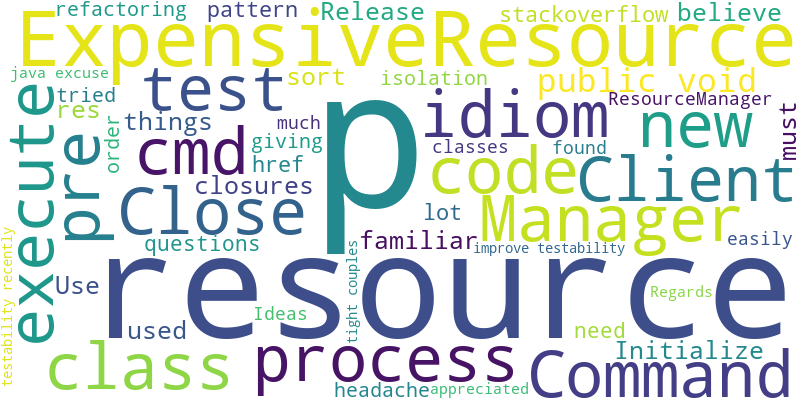 refactoring pattern Release stackoverflow believe
ExpensiveResource
java excuse tried test sort isolation public void
res things much idiom ResourceManager new must
execute pre order cmd giving href classes found
closures code Client
Close lot Manager
questions familiar improve testability easily
testability recently Use resource
tight couples Regards
used Ideas need
class process Initialize
headache appreciated Command
p